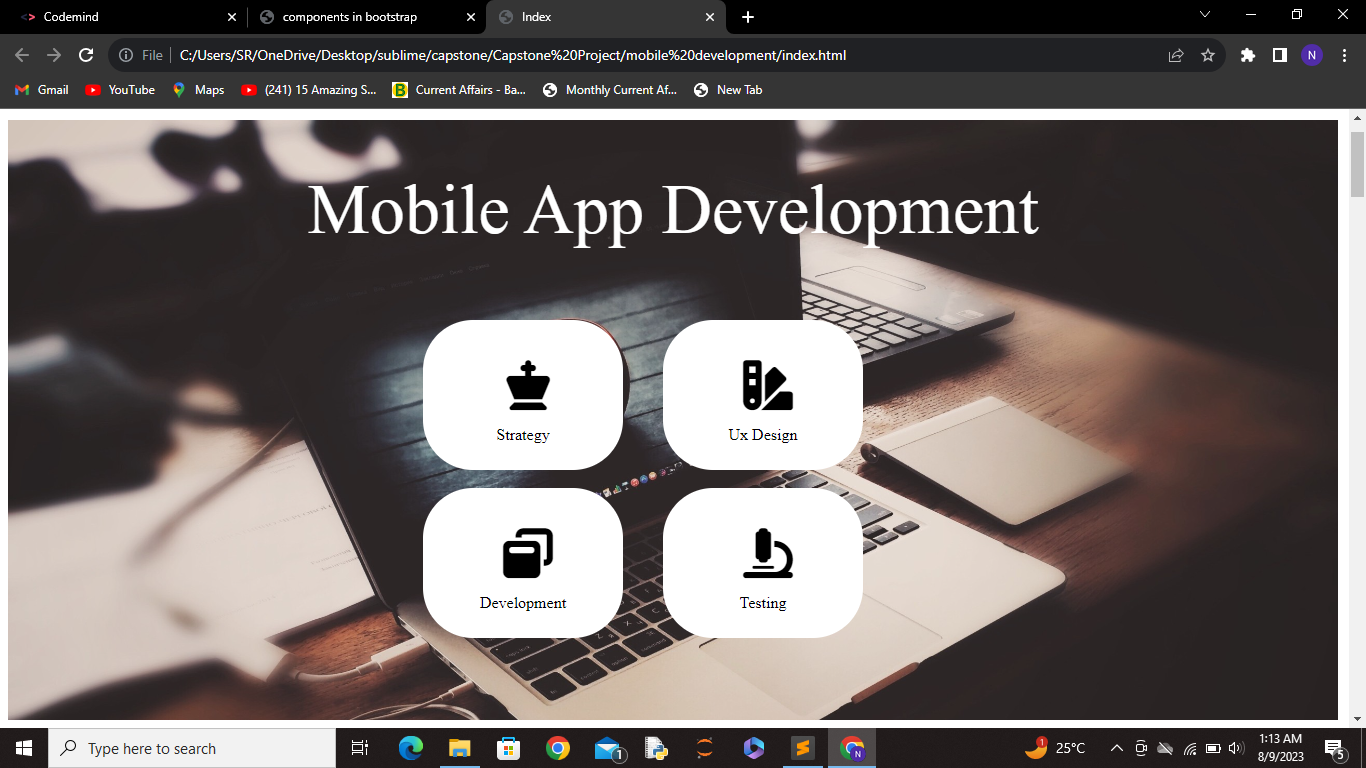 Codemind
components in bootstrap
Index
File
C:/Users/SR/OneDrive/Desktop/sublime/capstone/Capstone%20Project/mobile%20development/index.html
N
Gmail
YouTube
Maps
(241) 15 Amazing S...
B
Current Affairs - Ba...
Monthly Current Af...
New Tab
Mobile App Development
Strategy
Ux Design
Development
Testing
Type here to search
1
N
1
25°C
1:13 AM
8/9/2023
5